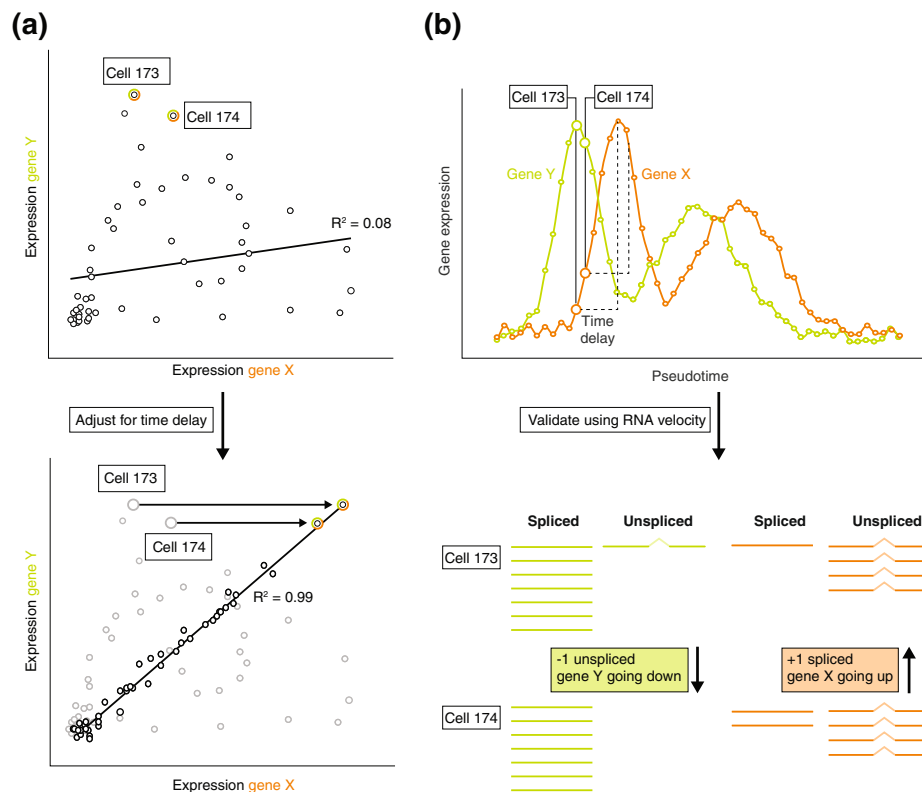 (a)
Cell 173
Cell 174
Expression gene Y
R² = 0.08
Expression gene X
Adjust for time delay
Cell 173
Cell 174
Expression gene Y
R² = 0.99
Expression gene X
(b)
Cell 173
Cell 174
Gene Y
Gene X
Gene expression
Time
delay
Pseudotime
Validate using RNA velocity
Spliced
Unspliced
Spliced
Unspliced
Cell 173
-1 unspliced
gene Y going down
+1 spliced
gene X going up
Cell 174